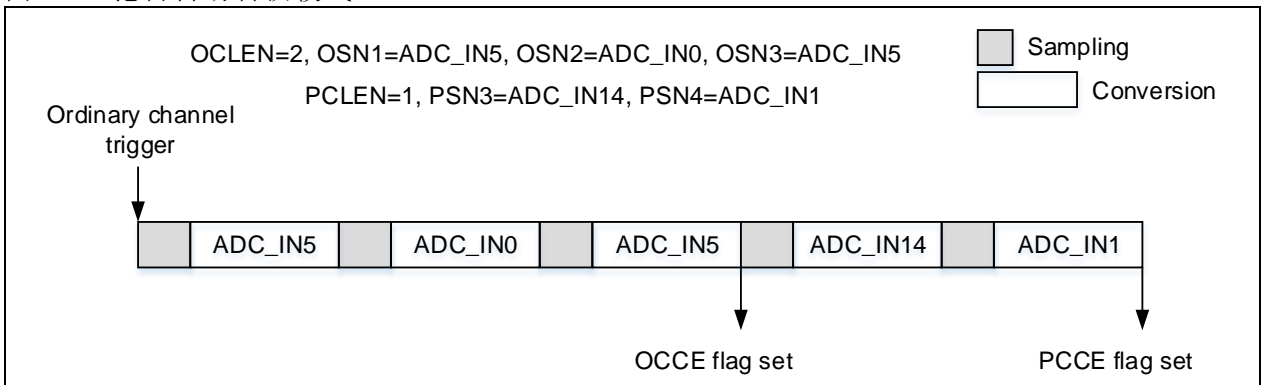 OCLEN=2, OSN1=ADC_IN5, OSN2=ADC_IN0, OSN3=ADC_IN5
PCLEN=1, PSN3=ADC_IN14, PSN4=ADC_IN1
Sampling
Conversion
Ordinary channel
trigger
ADC_IN5
ADC_IN0
ADC_IN5
ADC_IN14
ADC_IN1
OCCE flag set
PCCE flag set